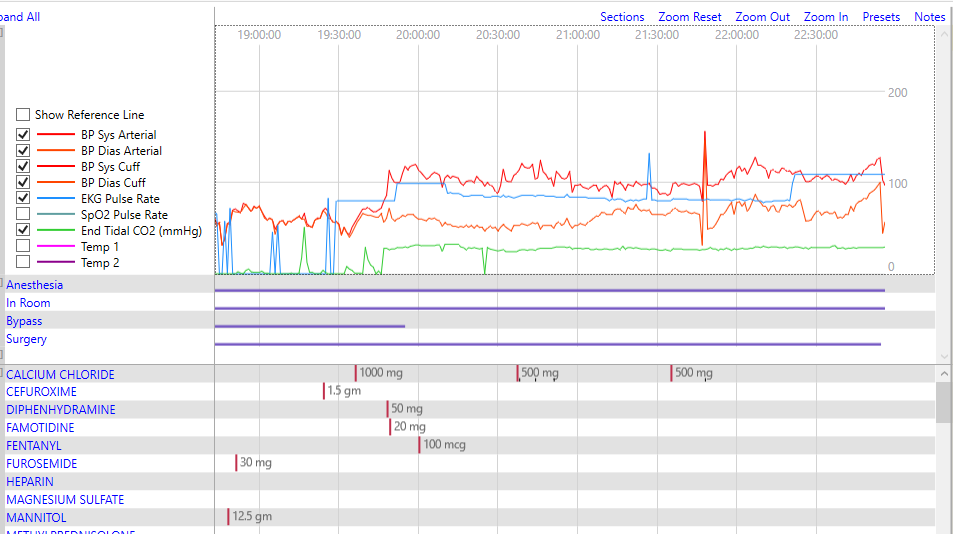 pand All
Sections Zoom Reset Zoom Out Zoom In Presets Notes
19:00:00 19:30:00 20:00:00 20:30:00 21:00:00 21:30:00 22:00:00 22:30:00
200
100
0
Show Reference Line
BP Sys Arterial
BP Dias Arterial
BP Sys Cuff
BP Dias Cuff
EKG Pulse Rate
SpO2 Pulse Rate
End Tidal CO2 (mmHg)
Temp 1
Temp 2
Anesthesia
In Room
Bypass
Surgery
CALCIUM CHLORIDE 1000 mg 500 mg 500 mg
CEFUROXIME 1.5 gm
DIPHENHYDRAMINE 50 mg
FAMOTIDINE 20 mg
FENTANYL 100 mcg
FUROSEMIDE 30 mg
HEPARIN
MAGNESIUM SULFATE
MANNITOL 12.5 gm
METHYLPREDNISOLONE